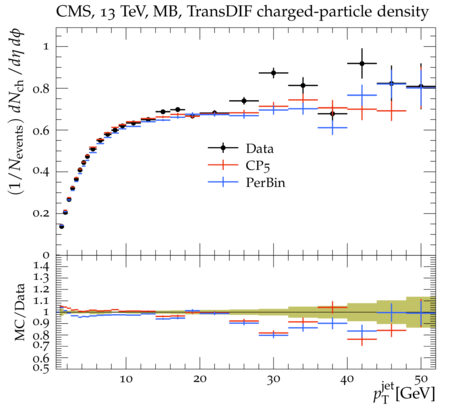 CMS, 13 TeV, MB, TransDIF charged-particle density
(1/N_events) dN_ch/dη dφ
1
0.8
0.6
0.4
0.2
0
Data
CP5
PerBin
MC/Data
1.4
1.3
1.2
1.1
1
0.9
0.8
0.7
0.6
0.5
10 20 30 40 50
p_T^jet [GeV]